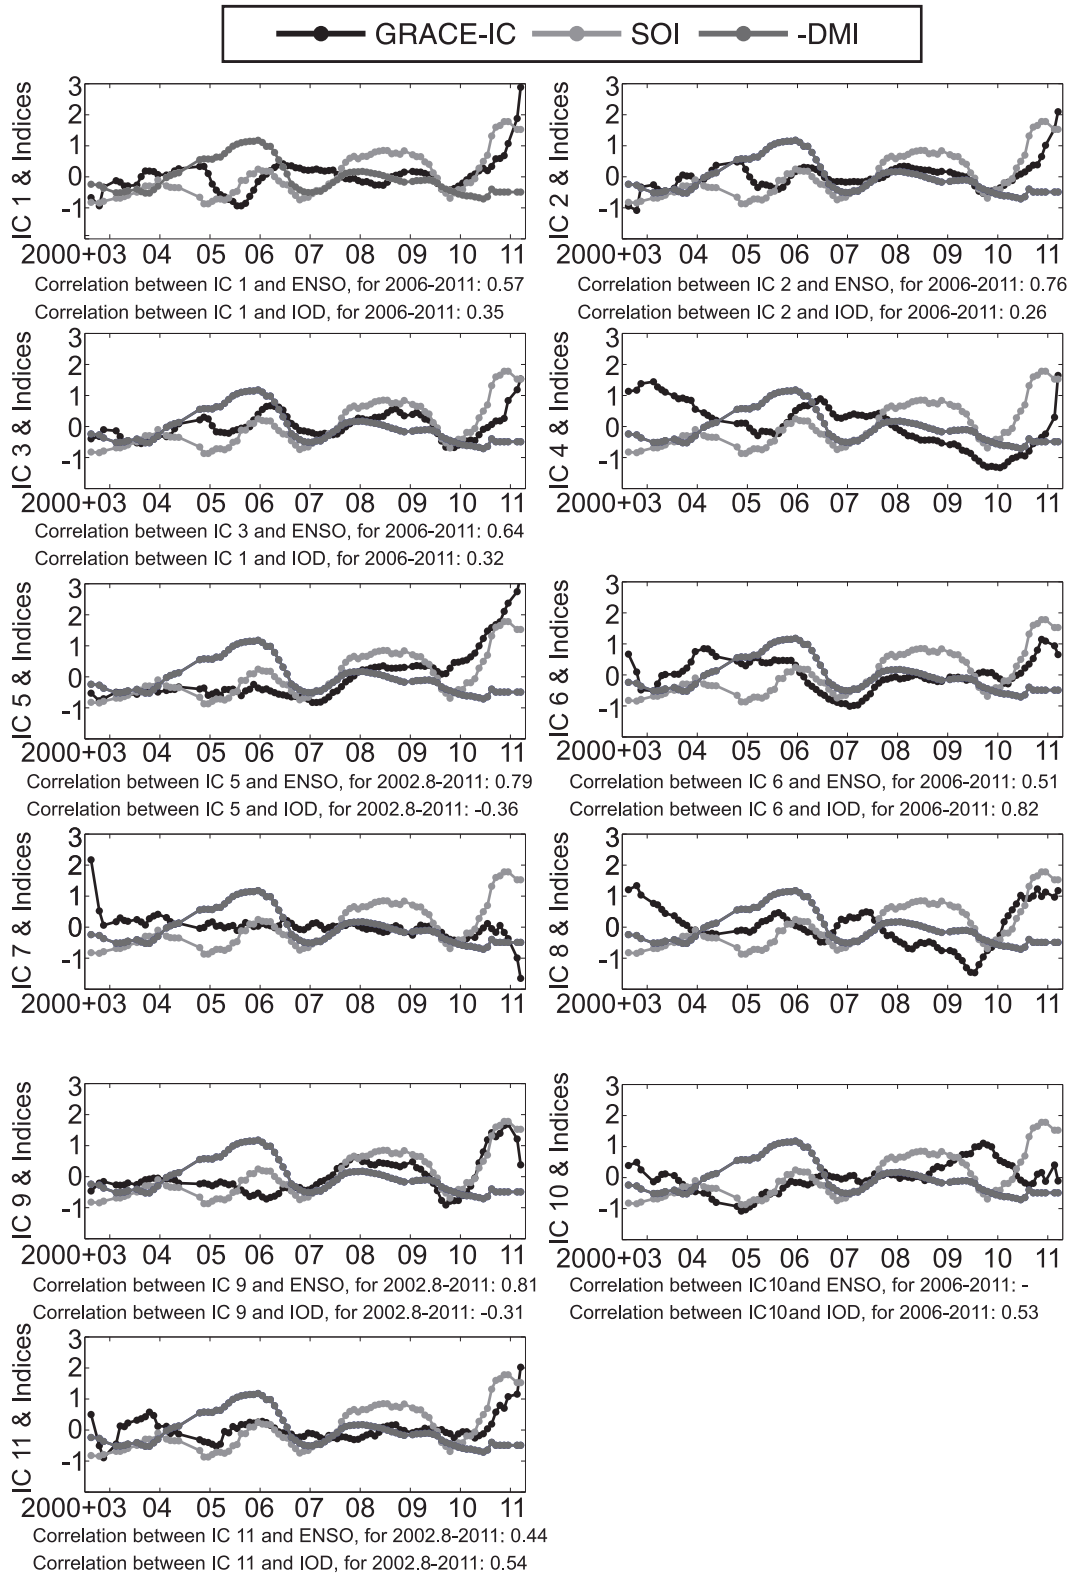 GRACE-IC SOI -DMI
3
2
1
0
-1
IC 1 & Indices
2000+03 04 05 06 07 08 09 10 11
Correlation between IC 1 and ENSO, for 2006-2011: 0.57
Correlation between IC 1 and IOD, for 2006-2011: 0.35
3
2
1
0
-1
IC 2 & Indices
2000+03 04 05 06 07 08 09 10 11
Correlation between IC 2 and ENSO, for 2006-2011: 0.76
Correlation between IC 2 and IOD, for 2006-2011: 0.26
3
2
1
0
-1
IC 3 & Indices
2000+03 04 05 06 07 08 09 10 11
Correlation between IC 3 and ENSO, for 2006-2011: 0.64
Correlation between IC 1 and IOD, for 2006-2011: 0.32
3
2
1
0
-1
IC 4 & Indices
2000+03 04 05 06 07 08 09 10 11
3
2
1
0
-1
IC 5 & Indices
2000+03 04 05 06 07 08 09 10 11
Correlation between IC 5 and ENSO, for 2002.8-2011: 0.79
Correlation between IC 5 and IOD, for 2002.8-2011: -0.36
3
2
1
0
-1
IC 6 & Indices
2000+03 04 05 06 07 08 09 10 11
Correlation between IC 6 and ENSO, for 2006-2011: 0.51
Correlation between IC 6 and IOD, for 2006-2011: 0.82
3
2
1
0
-1
IC 7 & Indices
2000+03 04 05 06 07 08 09 10 11
3
2
1
0
-1
IC 8 & Indices
2000+03 04 05 06 07 08 09 10 11
3
2
1
0
-1
IC 9 & Indices
2000+03 04 05 06 07 08 09 10 11
Correlation between IC 9 and ENSO, for 2002.8-2011: 0.81
Correlation between IC 9 and IOD, for 2002.8-2011: -0.31
3
2
1
0
-1
IC 10 & Indices
2000+03 04 05 06 07 08 09 10 11
Correlation between IC10and ENSO, for 2006-2011: -
Correlation between IC10and IOD, for 2006-2011: 0.53
3
2
1
0
-1
IC 11 & Indices
2000+03 04 05 06 07 08 09 10 11
Correlation between IC 11 and ENSO, for 2002.8-2011: 0.44
Correlation between IC 11 and IOD, for 2002.8-2011: 0.54